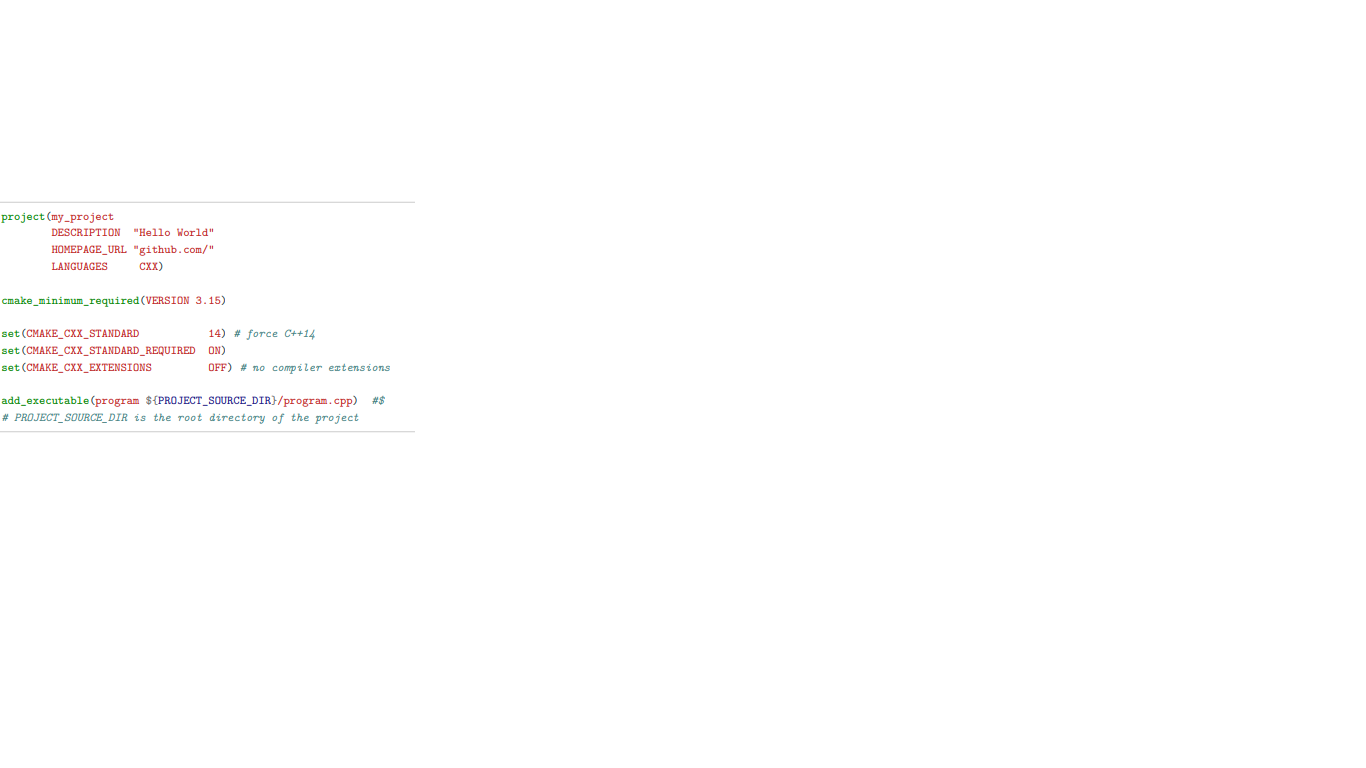 project(my_project
        DESCRIPTION  "Hello World"
        HOMEPAGE_URL "github.com/"
        LANGUAGES     CXX)
cmake_minimum_required(VERSION 3.15)
set(CMAKE_CXX_STANDARD           14) # force C++14
set(CMAKE_CXX_STANDARD_REQUIRED  ON)
set(CMAKE_CXX_EXTENSIONS         OFF) # no compiler extensions
add_executable(program ${PROJECT_SOURCE_DIR}/program.cpp)  #$
# PROJECT_SOURCE_DIR is the root directory of the project